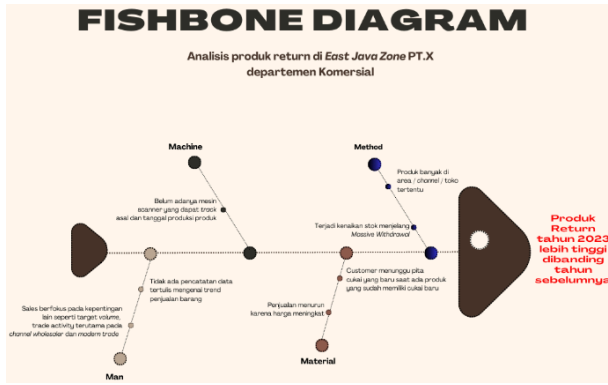 FISHBONE DIAGRAM
Analisis produk return di East Java Zone PT.X
departemen Komersial
Machine
Method
Belum adanya mesin
scanner yang dapat track
asal dan tanggal produksi produk
Produk banyak di
area / channel / toko
tertentu
Terjadi kenaikan stok menjelang
Massive Withdrawal
Produk
Return
tahun 2023
lebih tinggi
dibanding
tahun
sebelumnya
Tidak ada pencatatan data
tertulis mengenai trend
penjualan barang
Sales berfokus pada kepentingan
lain seperti target volume,
trade activity terutama pada
channel wholesaler dan modern trade
Man
Customer menunggu pita
cukai yang baru saat ada produk
yang sudah memiliki cukai baru
Penjualan menurun
karena harga meningkat
Material